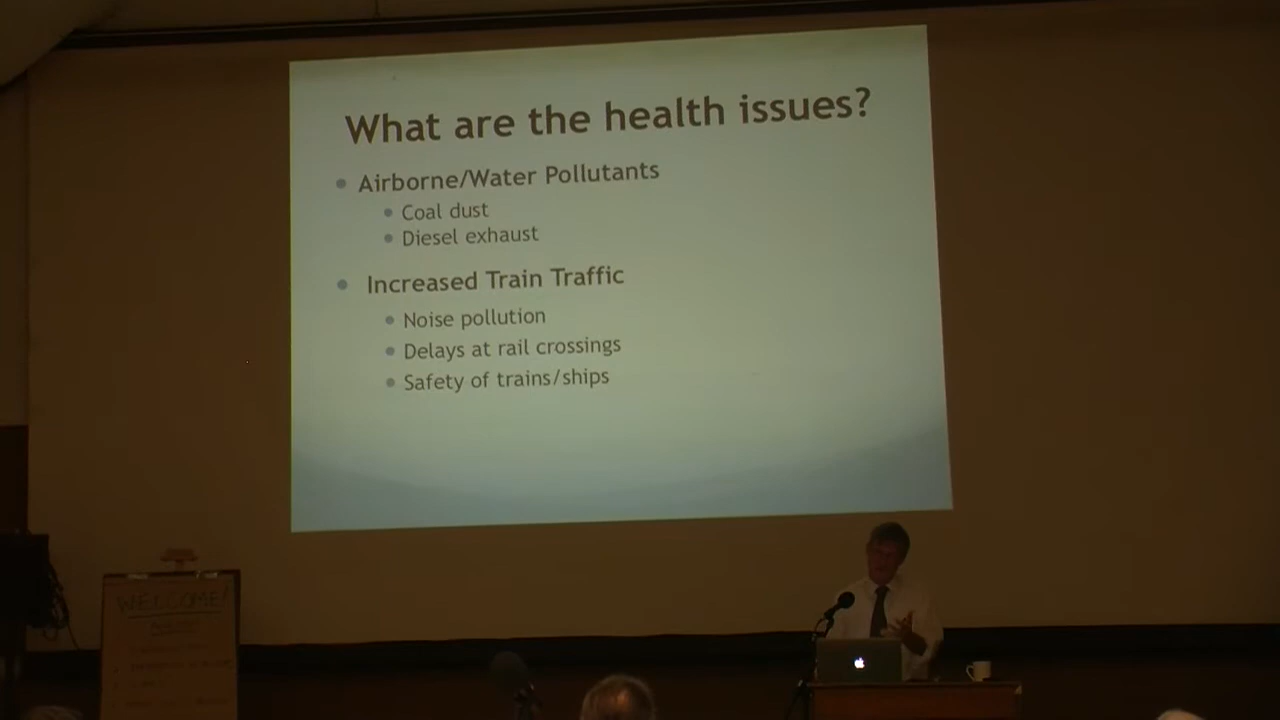 What are the health issues?
Airborne/Water Pollutants
Coal dust
Diesel exhaust
Increased Train Traffic
Noise pollution
Delays at rail crossings
Safety of trains/ships
WELCOME!